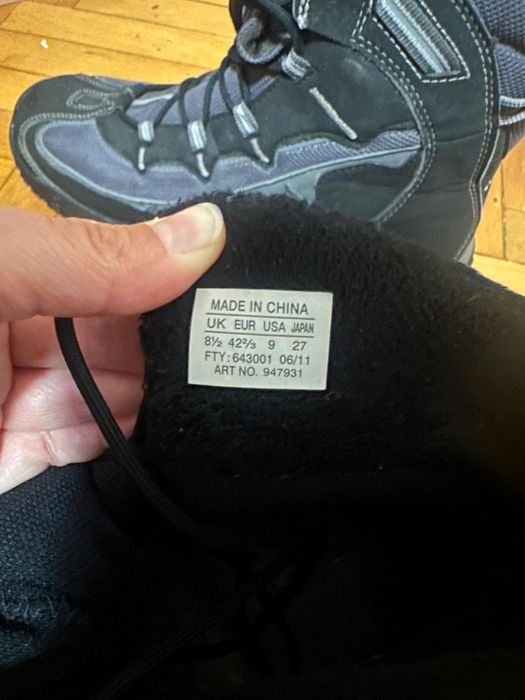 MADE IN CHINA
UK EUR USA JAPAN
8½ 42⅔ 9 27
FTY: 643001 06/11
ART NO. 947931